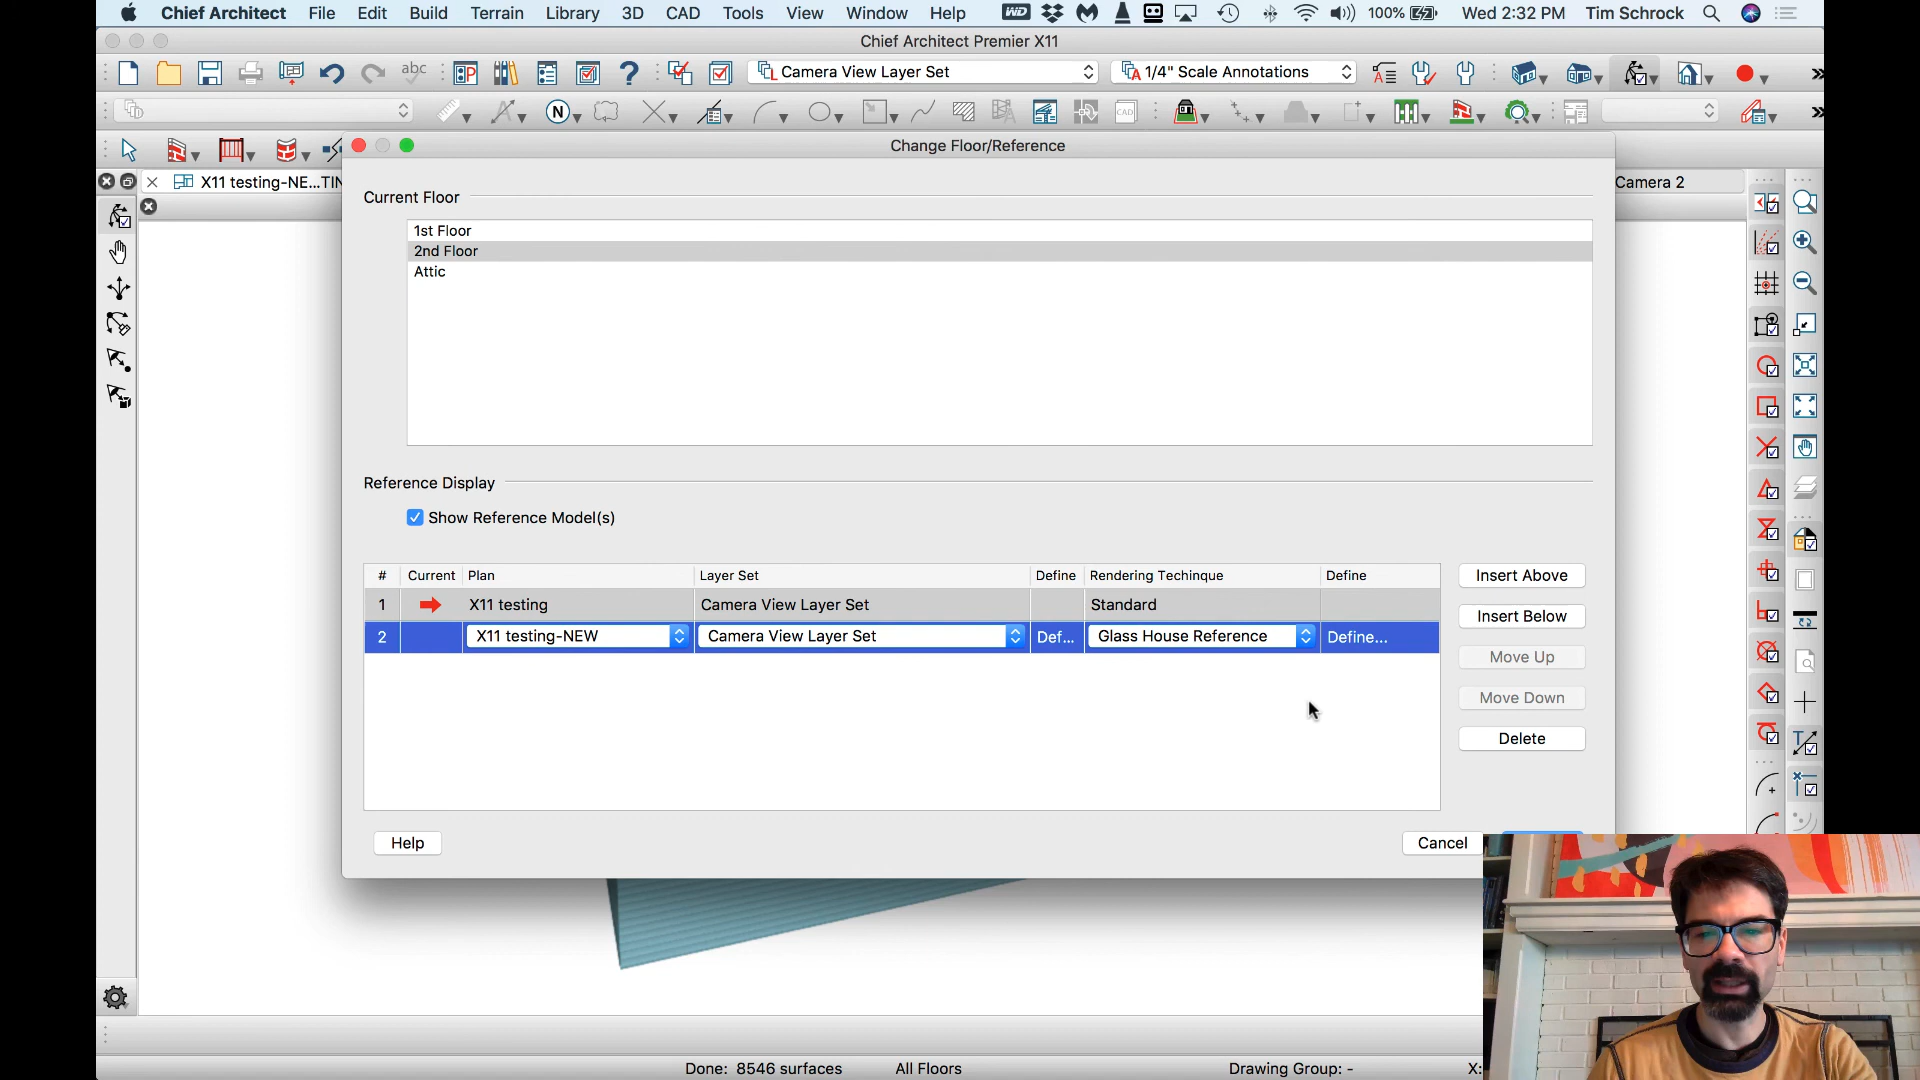 Chief Architect File Edit Build Terrain Library 3D CAD Tools View Window Help 100% Wed 2:32 PM Tim Schrock
Chief Architect Premier X11
abc Camera View Layer Set 1/4" Scale Annotations
N CAD
X11 testing-NE...TIN Camera 2
Change Floor/Reference
Current Floor
1st Floor
2nd Floor
Attic
Reference Display
Show Reference Model(s)
# Current Plan Layer Set Define Rendering Techinque Define
1 X11 testing Camera View Layer Set Standard
2 X11 testing-NEW Camera View Layer Set Def... Glass House Reference Define...
Insert Above
Insert Below
Move Up
Move Down
Delete
Help Cancel
Done: 8546 surfaces All Floors Drawing Group: - X: